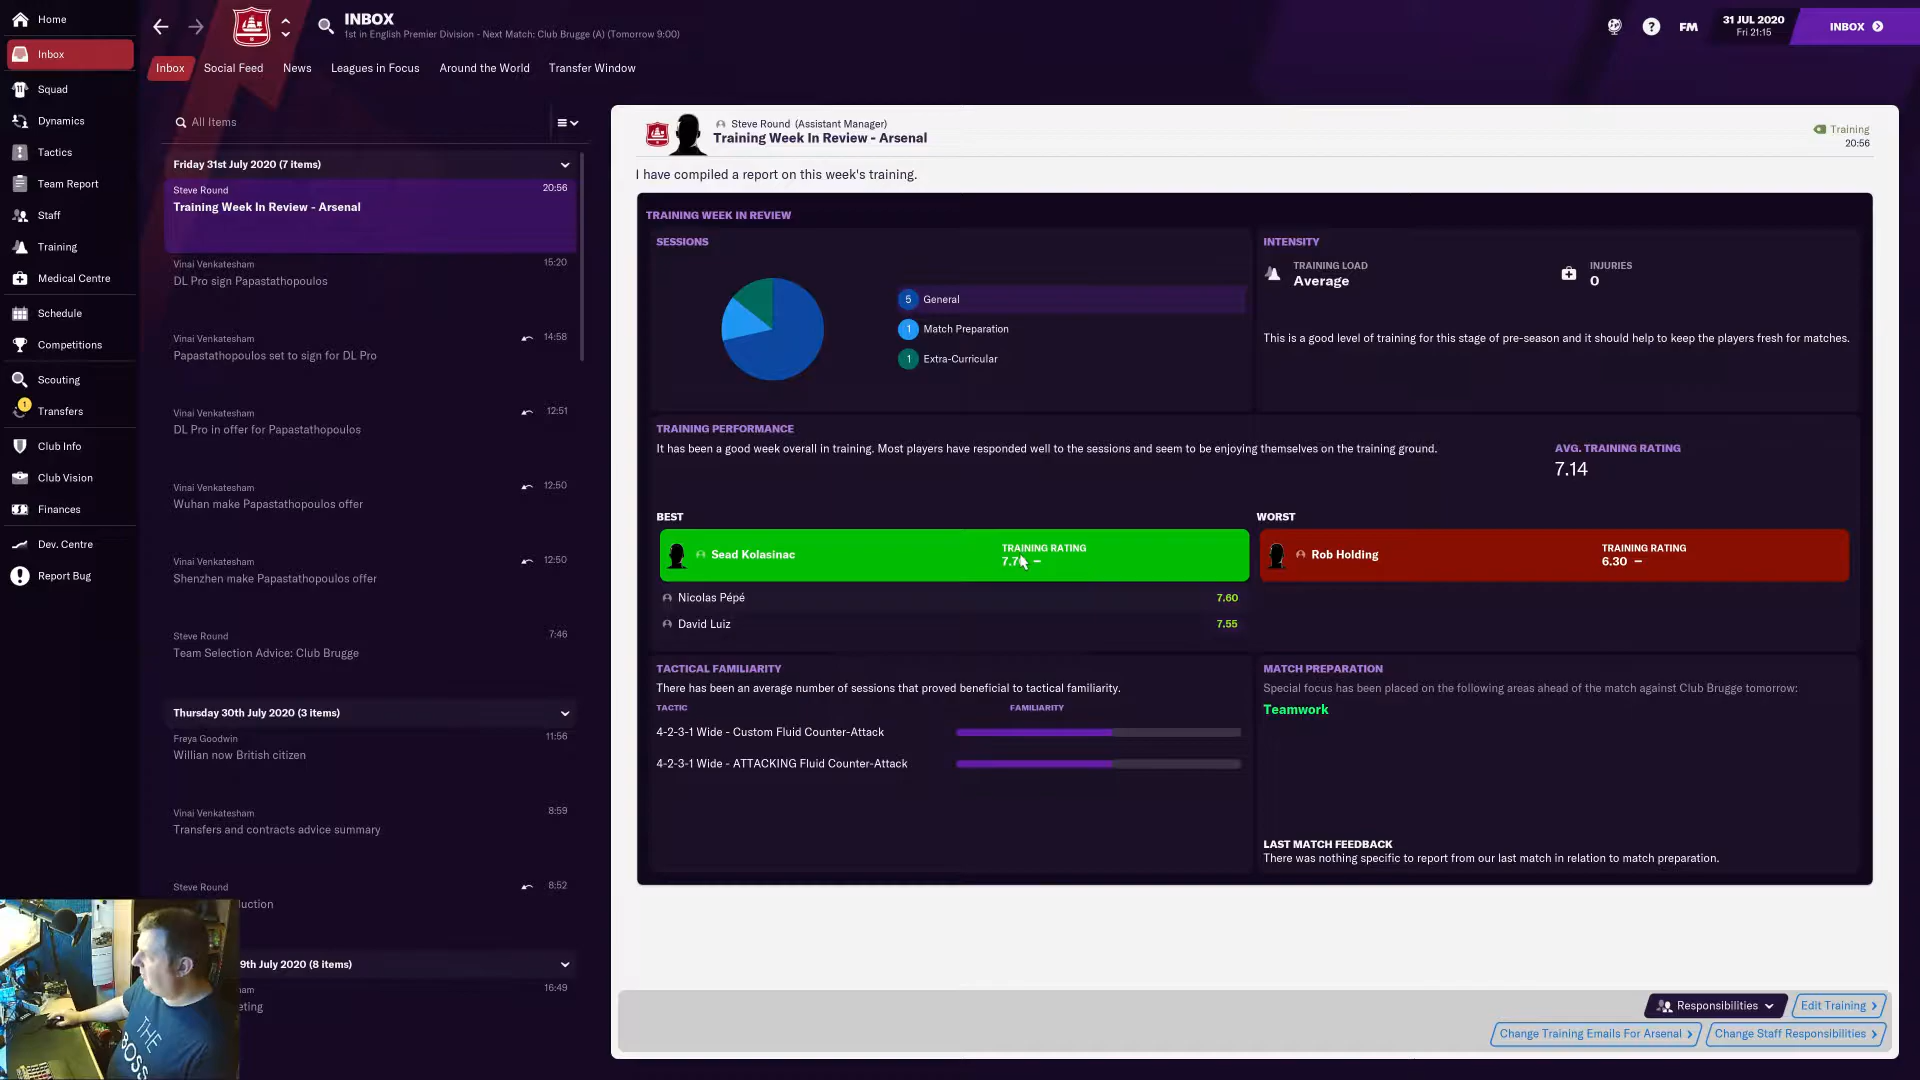 Home
Inbox
Squad
Dynamics
Tactics
Team Report
Staff
Training
Medical Centre
Schedule
Competitions
Scouting
1
Transfers
Club Info
Club Vision
Finances
Dev. Centre
Report Bug
INBOX
1st in English Premier Division - Next Match: Club Brugge (A) (Tomorrow 9:00)
FM
31 JUL 2020
Fri 21:15
INBOX
Inbox
Social Feed
News
Leagues in Focus
Around the World
Transfer Window
All Items
Friday 31st July 2020 (7 items)
Steve Round 20:56
Training Week In Review - Arsenal
Vinai Venkatesham 15:20
DL Pro sign Papastathopoulos
Vinai Venkatesham 14:58
Papastathopoulos set to sign for DL Pro
Vinai Venkatesham 12:51
DL Pro in offer for Papastathopoulos
Vinai Venkatesham 12:50
Wuhan make Papastathopoulos offer
Vinai Venkatesham 12:50
Shenzhen make Papastathopoulos offer
Steve Round 7:46
Team Selection Advice: Club Brugge
Thursday 30th July 2020 (3 items)
Freya Goodwin 11:56
Willian now British citizen
Vinai Venkatesham 8:59
Transfers and contracts advice summary
Steve Round 8:52
uction
9th July 2020 (8 items)
am 16:49
eting
THE
BOSS
Steve Round (Assistant Manager)
Training Week In Review - Arsenal
Training
20:56
I have compiled a report on this week's training.
TRAINING WEEK IN REVIEW
SESSIONS
5 General
1 Match Preparation
1 Extra-Curricular
INTENSITY
TRAINING LOAD
Average
INJURIES
0
This is a good level of training for this stage of pre-season and it should help to keep the players fresh for matches.
TRAINING PERFORMANCE
It has been a good week overall in training. Most players have responded well to the sessions and seem to be enjoying themselves on the training ground.
AVG. TRAINING RATING
7.14
BEST
Sead Kolasinac
TRAINING RATING
Nicolas Pépé 7.60
David Luiz 7.55
WORST
Rob Holding
TRAINING RATING
6.30 –
TACTICAL FAMILIARITY
There has been an average number of sessions that proved beneficial to tactical familiarity.
TACTIC FAMILIARITY
4-2-3-1 Wide - Custom Fluid Counter-Attack
4-2-3-1 Wide - ATTACKING Fluid Counter-Attack
MATCH PREPARATION
Special focus has been placed on the following areas ahead of the match against Club Brugge tomorrow:
Teamwork
LAST MATCH FEEDBACK
There was nothing specific to report from our last match in relation to match preparation.
Responsibilities
Edit Training
Change Training Emails For Arsenal
Change Staff Responsibilities